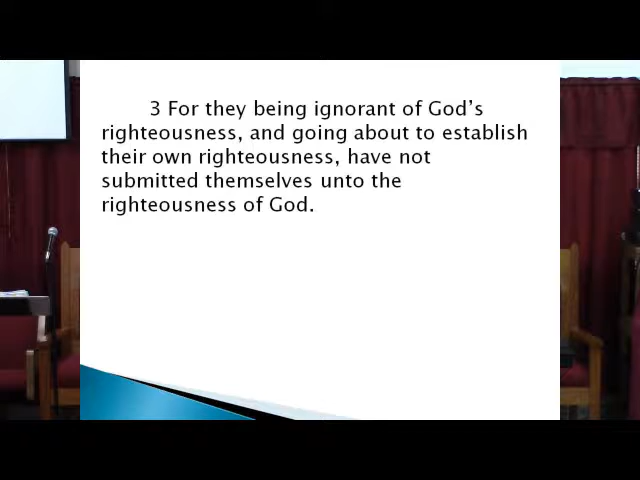 3 For they being ignorant of God's
righteousness, and going about to establish
their own righteousness, have not
submitted themselves unto the
righteousness of God.